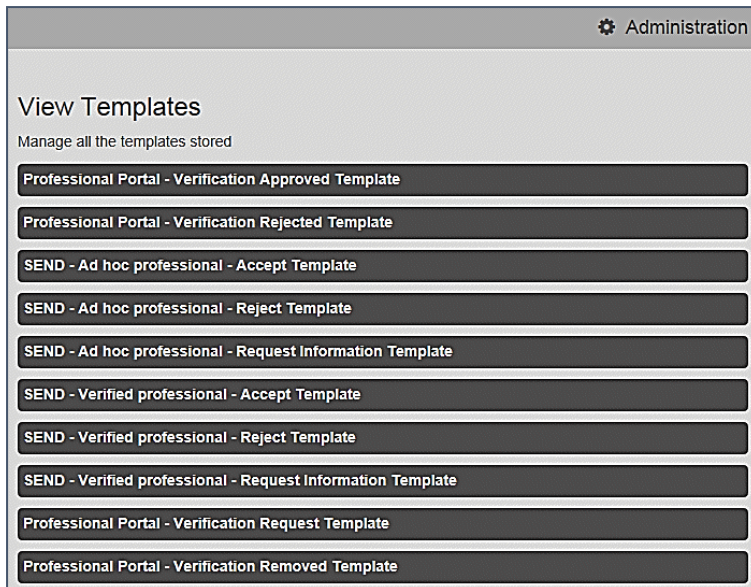 Administration
View Templates
Manage all the templates stored
Professional Portal - Verification Approved Template
Professional Portal - Verification Rejected Template
SEND - Ad hoc professional - Accept Template
SEND - Ad hoc professional - Reject Template
SEND - Ad hoc professional - Request Information Template
SEND - Verified professional - Accept Template
SEND - Verified professional - Reject Template
SEND - Verified professional - Request Information Template
Professional Portal - Verification Request Template
Professional Portal - Verification Removed Template